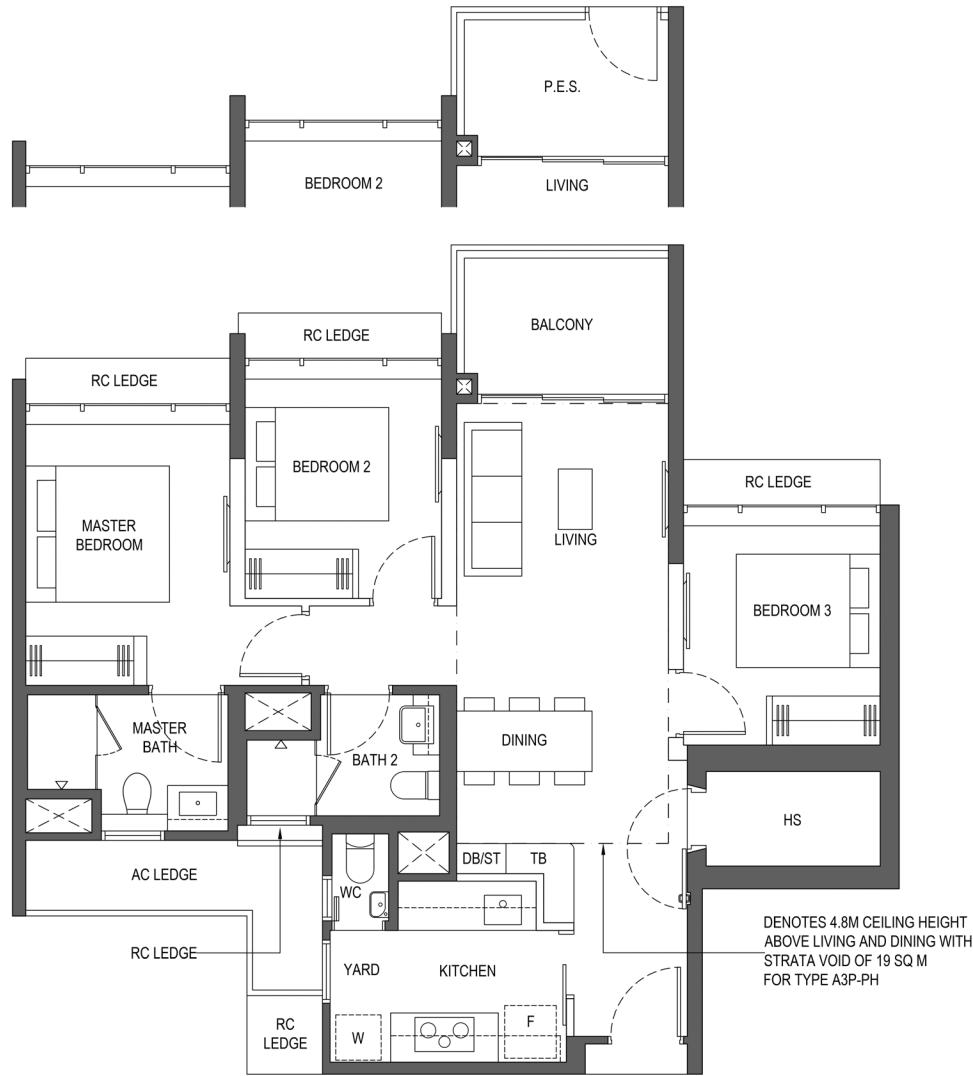 P.E.S.
BEDROOM 2
LIVING
BALCONY
RC LEDGE
RC LEDGE
BEDROOM 2
RC LEDGE
MASTER
BEDROOM
LIVING
BEDROOM 3
MASTER
BATH
BATH 2
DINING
HS
AC LEDGE
WC
DB/ST
TB
RC LEDGE
YARD
KITCHEN
DENOTES 4.8M CEILING HEIGHT
ABOVE LIVING AND DINING WITH
STRATA VOID OF 19 SQ M
FOR TYPE A3P-PH
RC
LEDGE
W
F